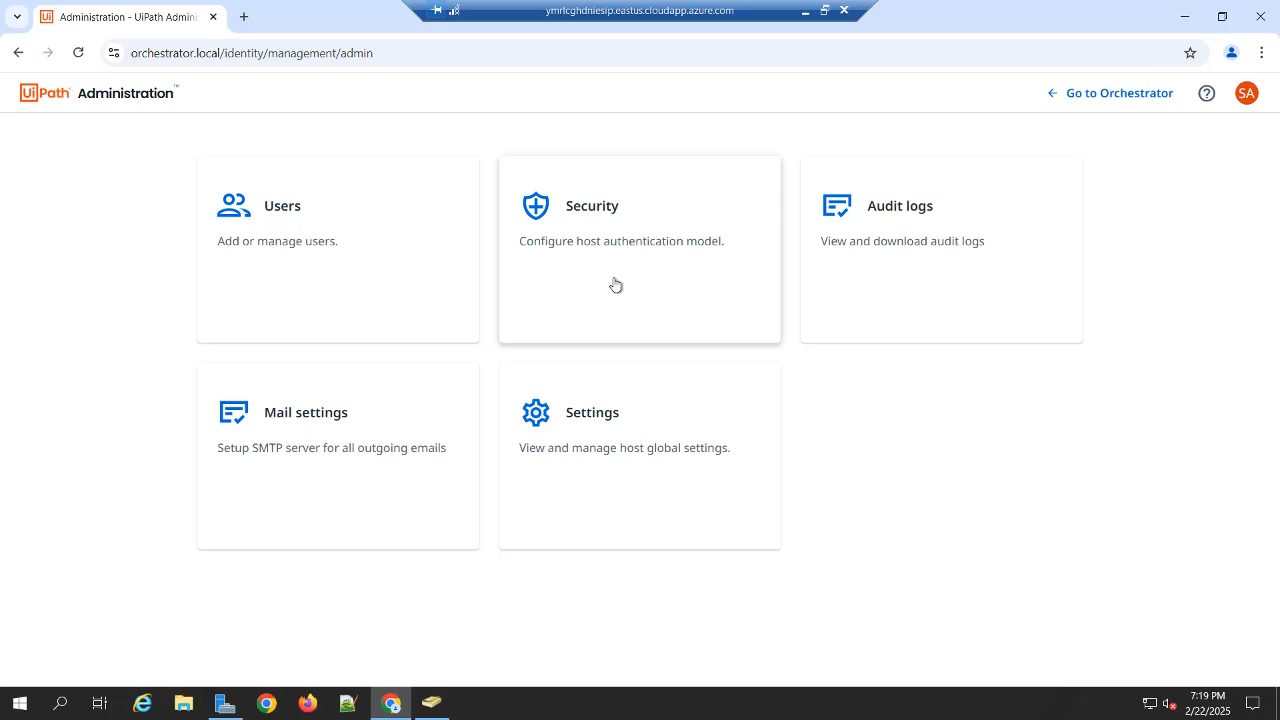 Administration - UiPath Admini
ymrlcghdniesip.eastus.cloudapp.azure.com
orchestrator.local/identity/management/admin
UiPath Administration™
Go to Orchestrator
SA
Users
Add or manage users.
Security
Configure host authentication model.
Audit logs
View and download audit logs
Mail settings
Setup SMTP server for all outgoing emails
Settings
View and manage host global settings.
7:19 PM
2/22/2025